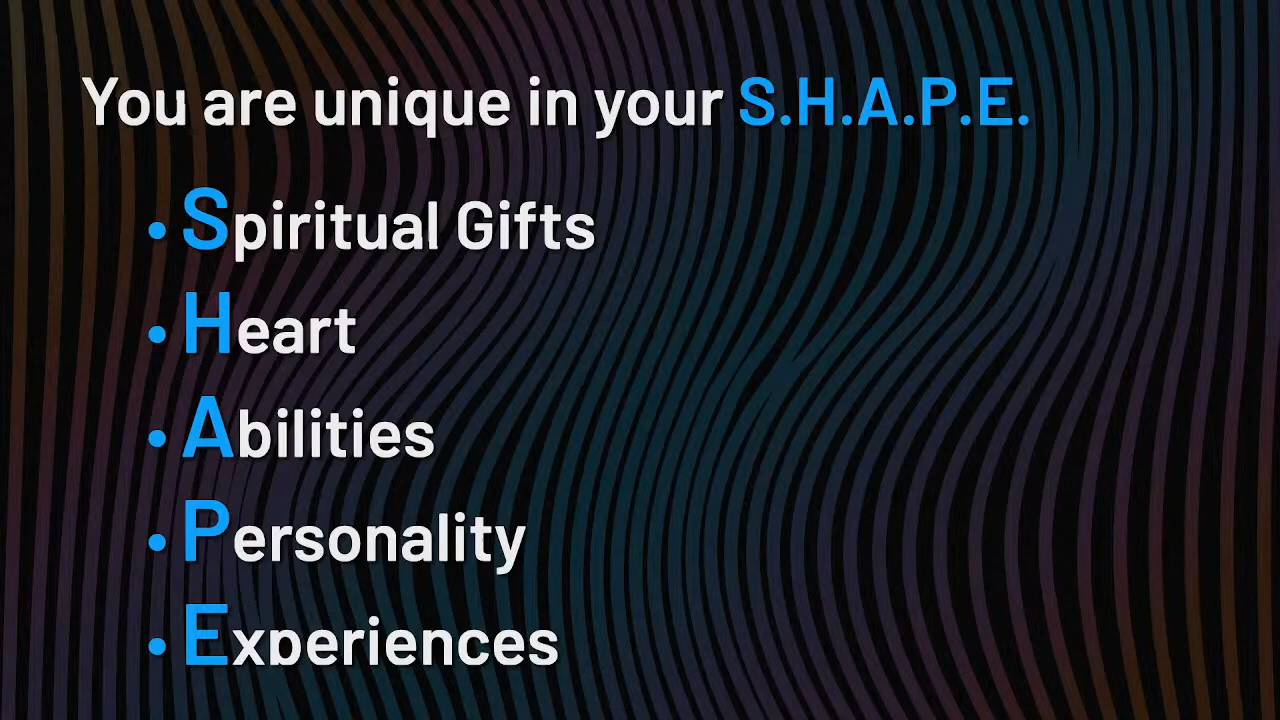 You are unique in your S.H.A.P.E.
• Spiritual Gifts
• Heart
• Abilities
• Personality
• Experiences